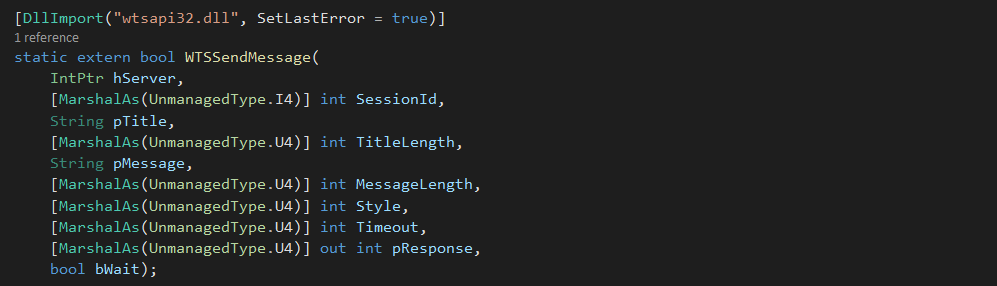 [DllImport("wtsapi32.dll", SetLastError = true)]
1 reference
static extern bool WTSSendMessage(
    IntPtr hServer,
    [MarshalAs(UnmanagedType.I4)] int SessionId,
    String pTitle,
    [MarshalAs(UnmanagedType.U4)] int TitleLength,
    String pMessage,
    [MarshalAs(UnmanagedType.U4)] int MessageLength,
    [MarshalAs(UnmanagedType.U4)] int Style,
    [MarshalAs(UnmanagedType.U4)] int Timeout,
    [MarshalAs(UnmanagedType.U4)] out int pResponse,
    bool bWait);